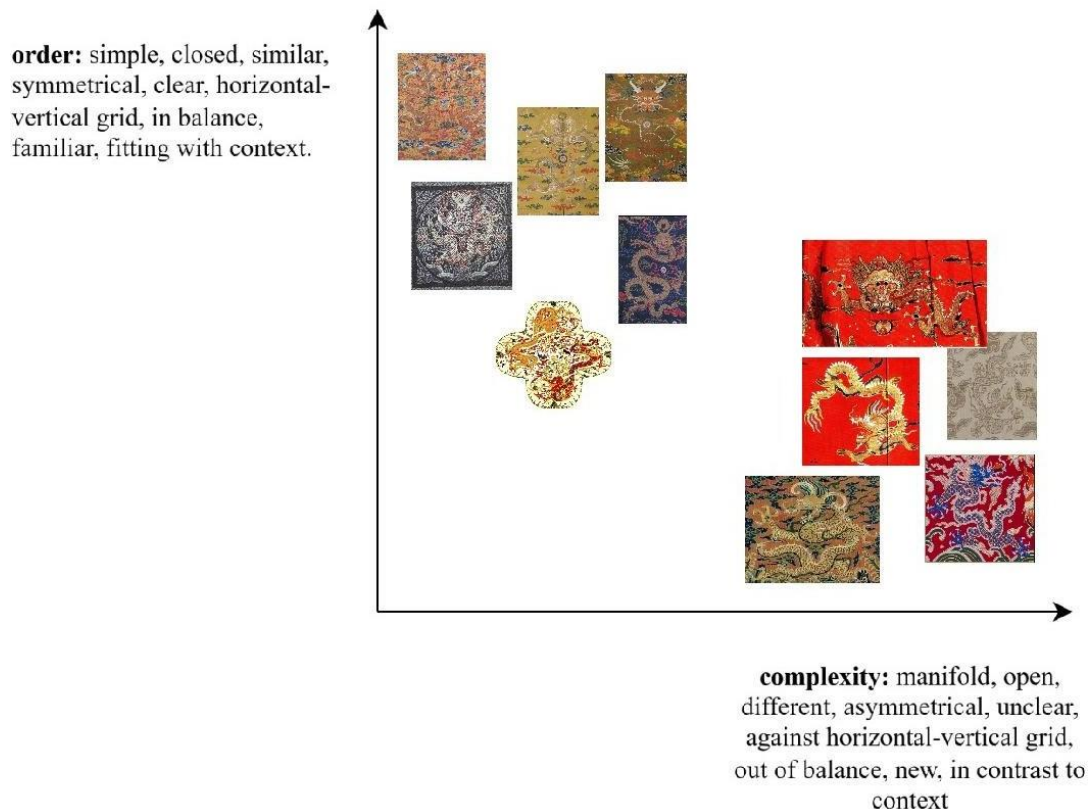 order: simple, closed, similar,
symmetrical, clear, horizontal-
vertical grid, in balance,
familiar, fitting with context.
complexity: manifold, open,
different, asymmetrical, unclear,
against horizontal-vertical grid,
out of balance, new, in contrast to
context